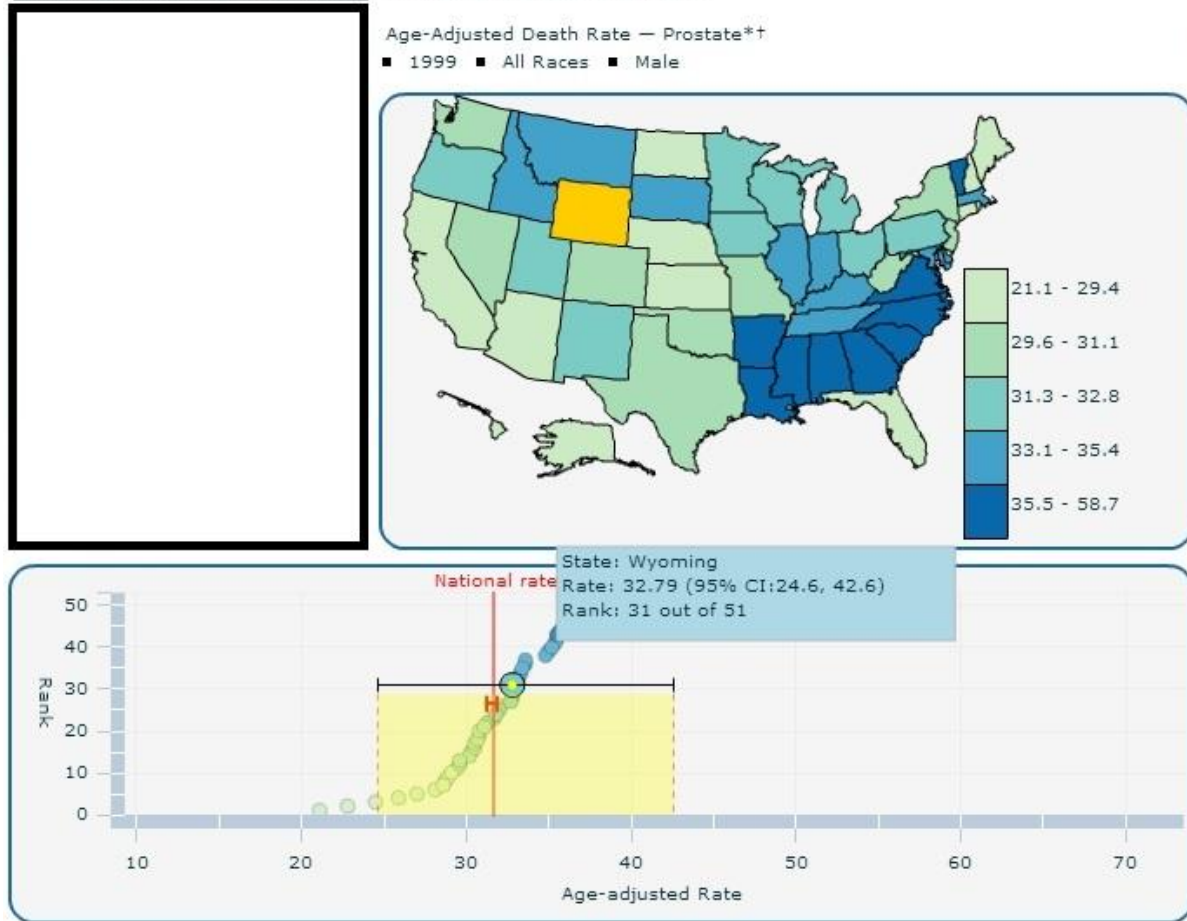 Age-Adjusted Death Rate — Prostate*†
■ 1999 ■ All Races ■ Male
21.1 - 29.4
29.6 - 31.1
31.3 - 32.8
33.1 - 35.4
35.5 - 58.7
State: Wyoming
Rate: 32.79 (95% CI:24.6, 42.6)
Rank: 31 out of 51
National rate
50
40
30
20
10
0
Rank
10 20 30 40 50 60 70
Age-adjusted Rate